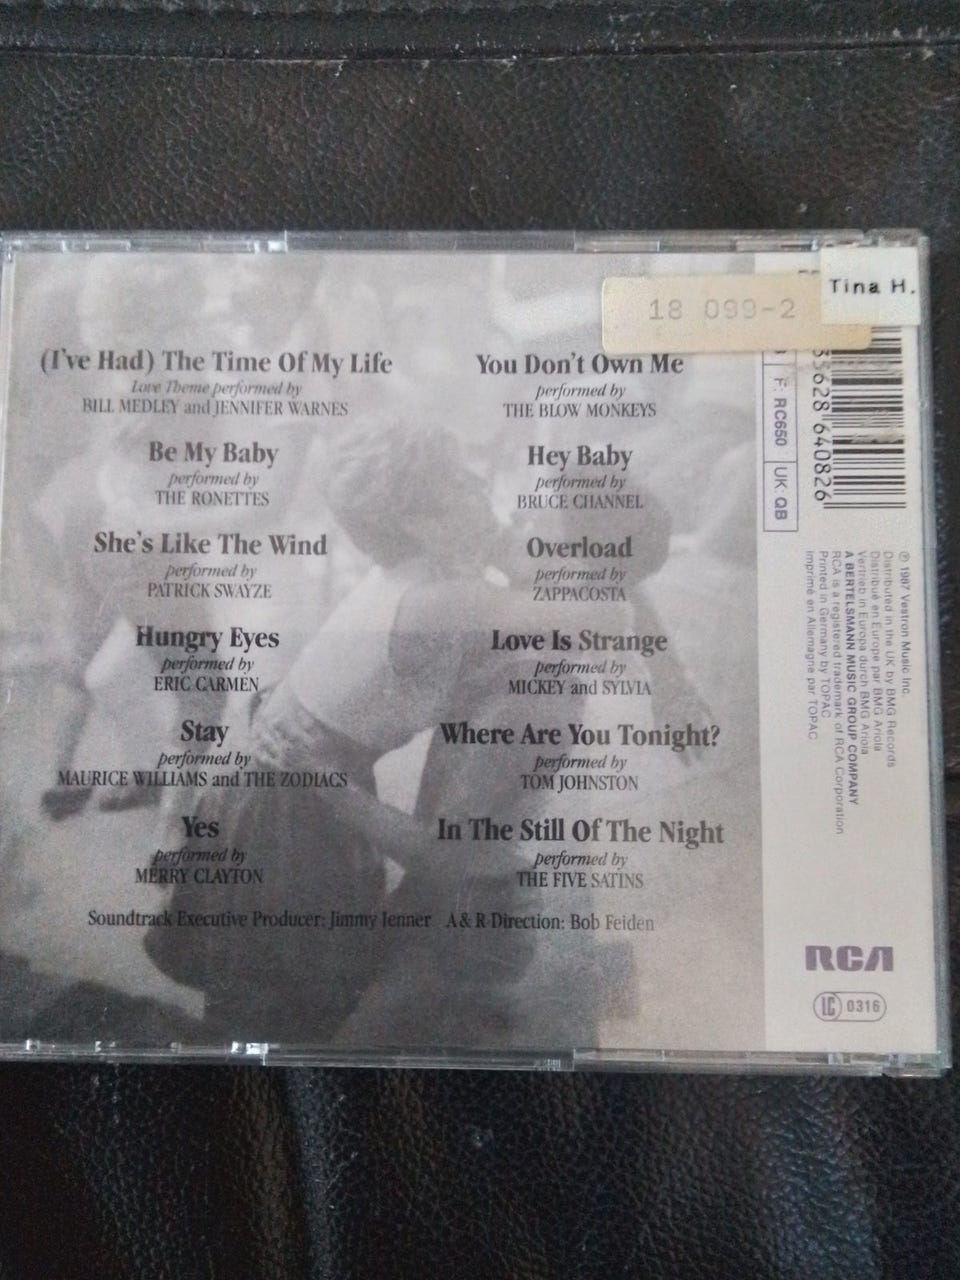 Tina H.
18 099-2
(I've Had) The Time Of My Life
Love Theme performed by
BILL MEDLEY and JENNIFER WARNES
Be My Baby
performed by
THE RONETTES
She's Like The Wind
performed by
PATRICK SWAYZE
Hungry Eyes
performed by
ERIC CARMEN
Stay
performed by
MAURICE WILLIAMS and THE ZODIACS
Yes
performed by
MERRY CLAYTON
You Don't Own Me
performed by
THE BLOW MONKEYS
Hey Baby
performed by
BRUCE CHANNEL
Overload
performed by
ZAPPACOSTA
Love Is Strange
performed by
MICKEY and SYLVIA
Where Are You Tonight?
performed by
TOM JOHNSTON
In The Still Of The Night
performed by
THE FIVE SATINS
Soundtrack Executive Producer: Jimmy Ienner A & R Direction: Bob Feiden
F: RC650
UK: QB
35628 640826
℗ 1987 Vestron Music Inc.
Distributed in the UK by BMG Records
Distribué en Europe par BMG Ariola
Vertrieb in Europa durch BMG Ariola
A BERTELSMANN MUSIC GROUP COMPANY
RCA is a registered trademark of RCA Corporation
Printed in Germany by TOPAC
Imprimé en Allemagne par TOPAC
RCA
LC 0316